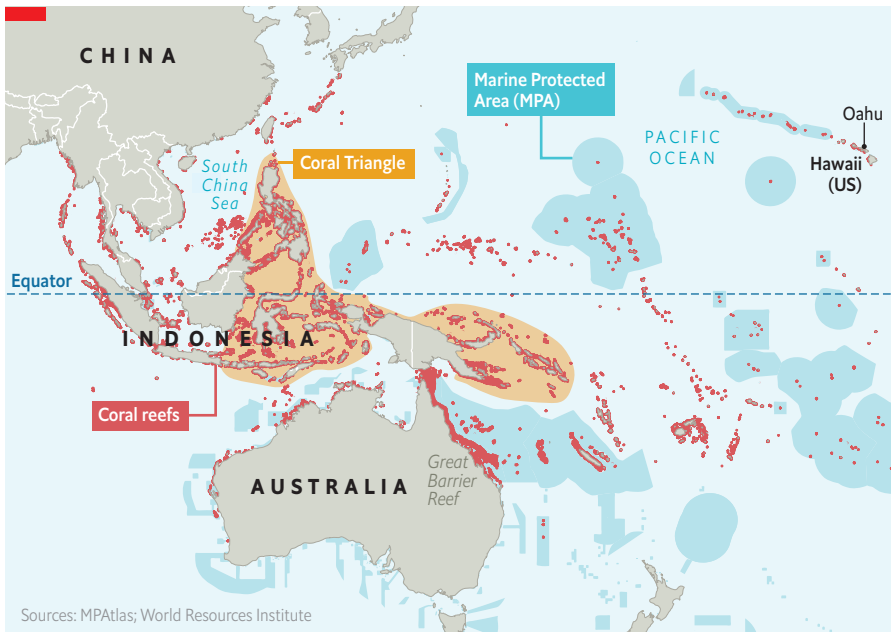 CHINA
Marine Protected
Area (MPA)
Oahu
PACIFIC
OCEAN
Hawaii
(US)
South
China
Sea
Coral Triangle
Equator
INDONESIA
Coral reefs
Great
Barrier
Reef
AUSTRALIA
Sources: MPAtlas; World Resources Institute